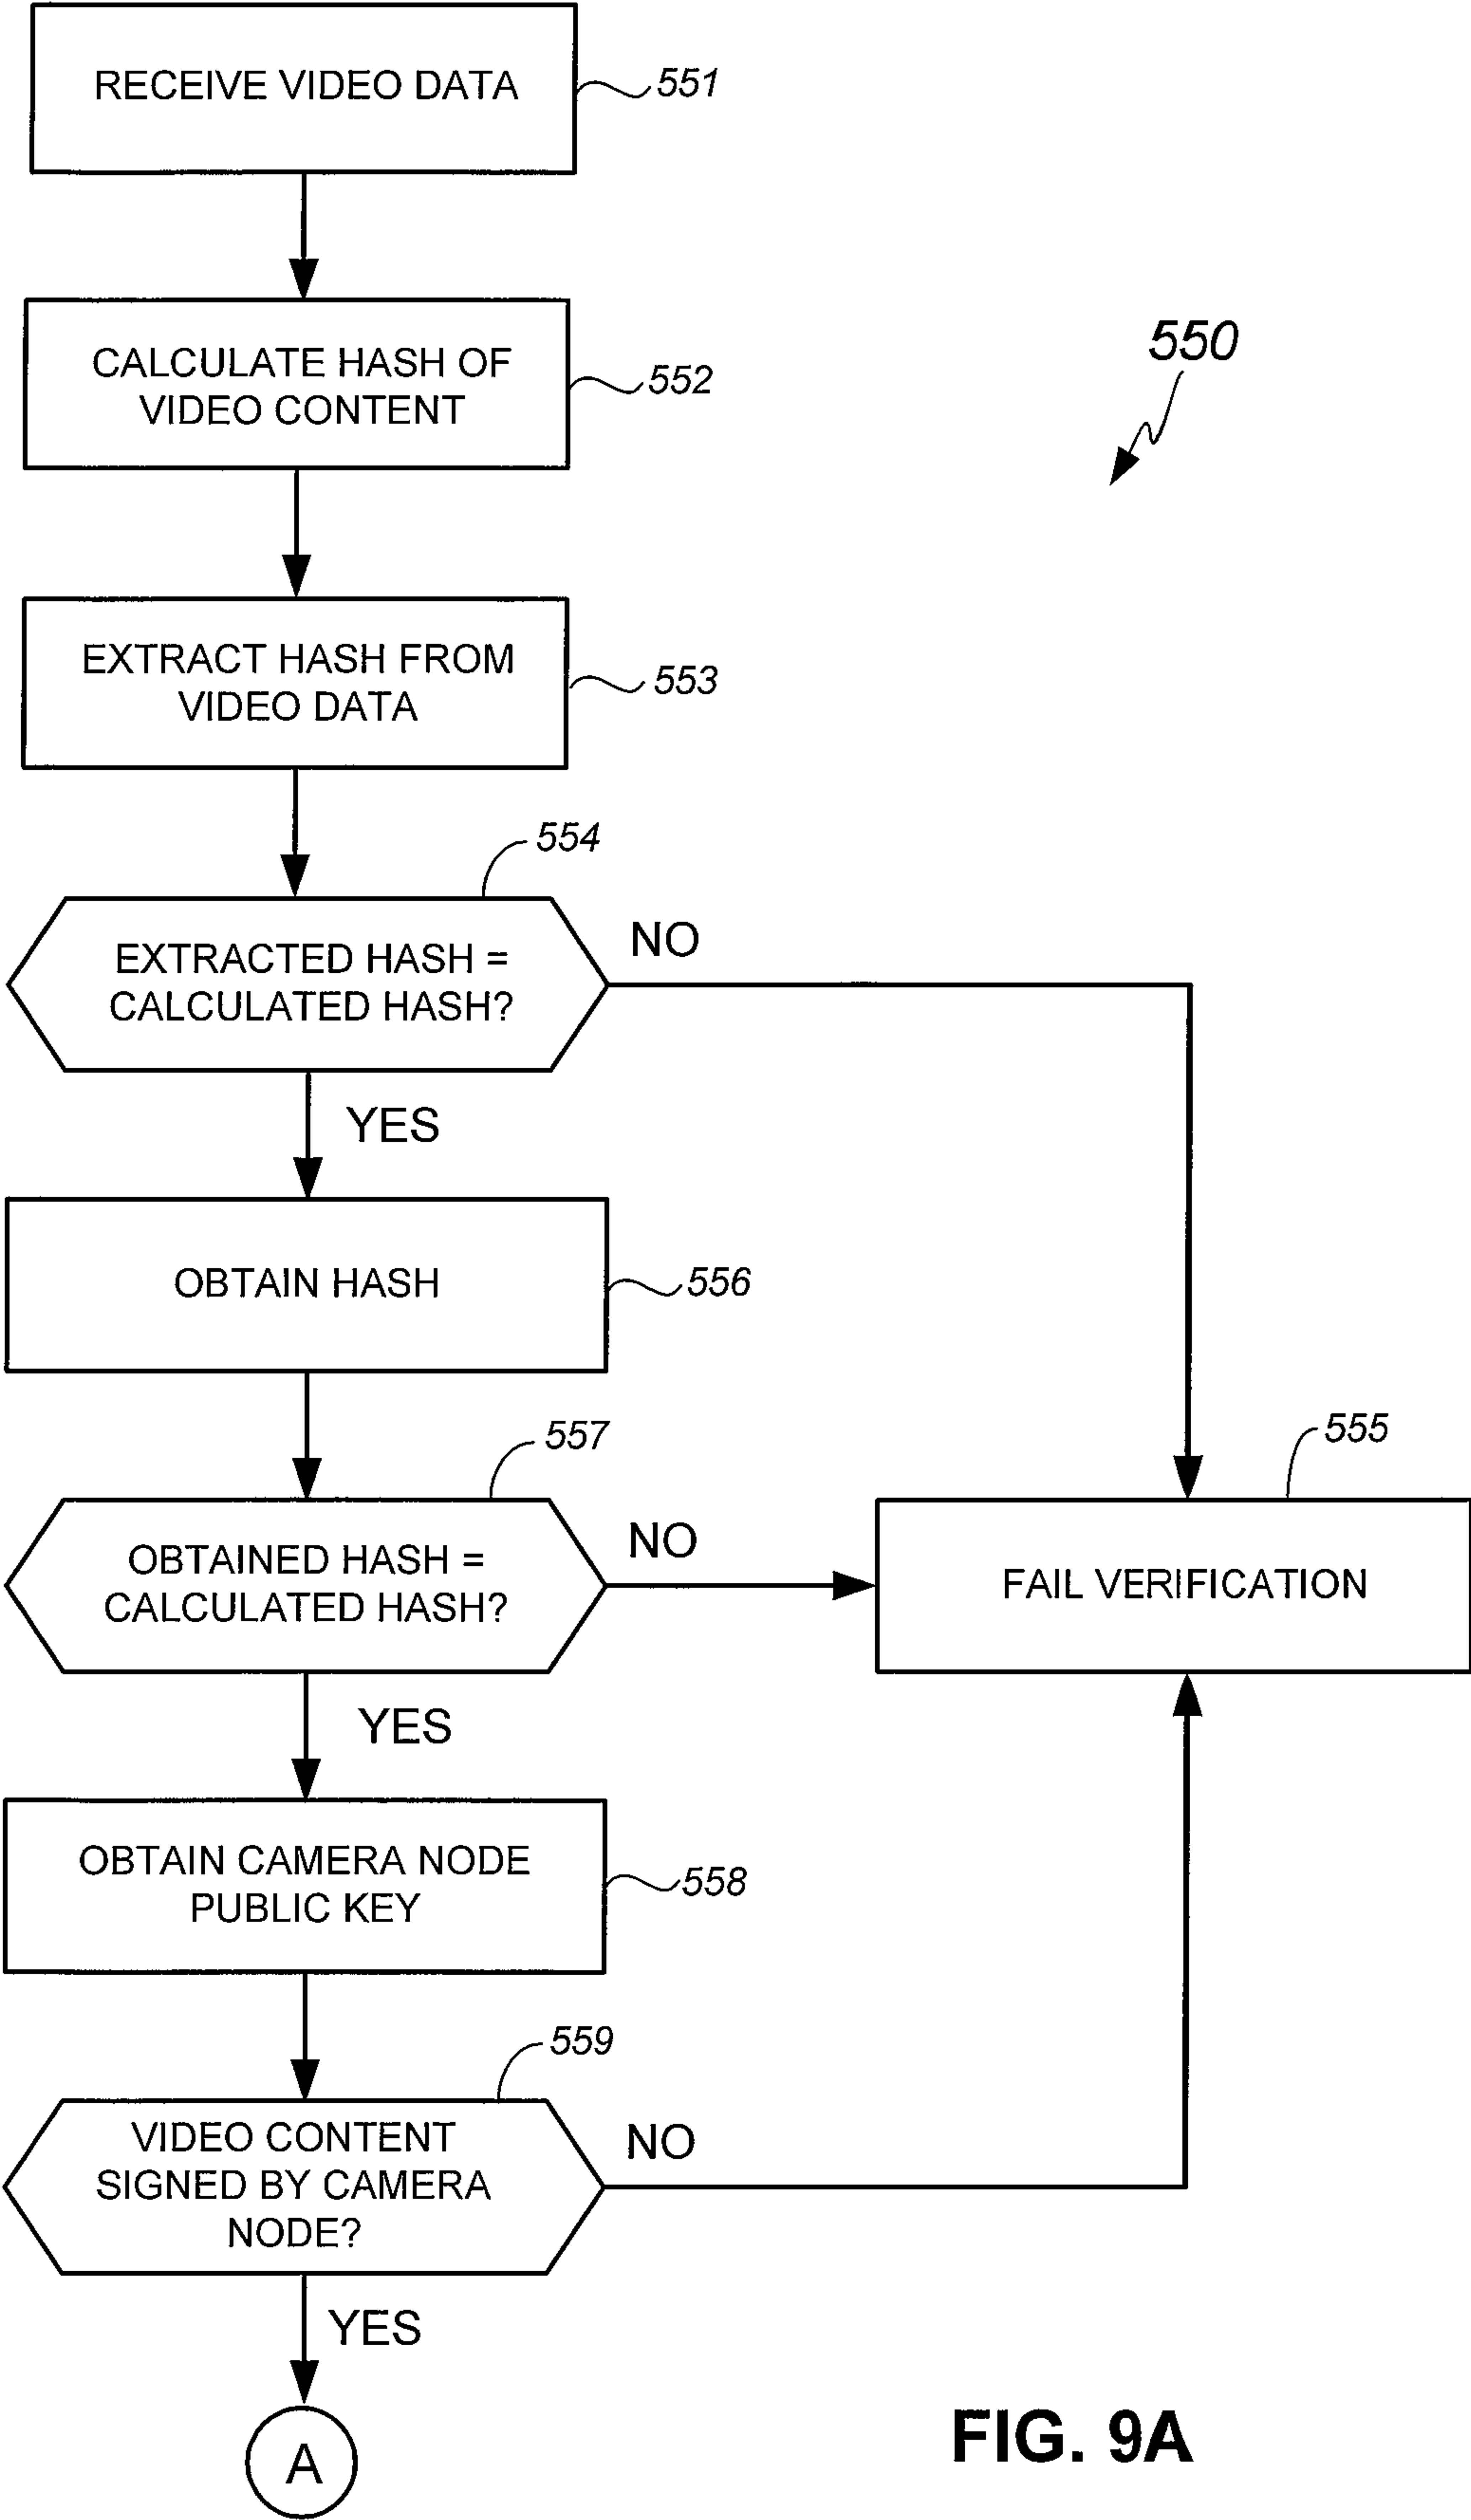 RECEIVE VIDEO DATA
551
CALCULATE HASH OF
VIDEO CONTENT
552
550
EXTRACT HASH FROM
VIDEO DATA
553
554
EXTRACTED HASH =
CALCULATED HASH?
NO
YES
OBTAIN HASH
556
557
555
OBTAINED HASH =
CALCULATED HASH?
NO
FAIL VERIFICATION
YES
OBTAIN CAMERA NODE
PUBLIC KEY
558
559
VIDEO CONTENT
SIGNED BY CAMERA
NODE?
NO
YES
A
FIG. 9A